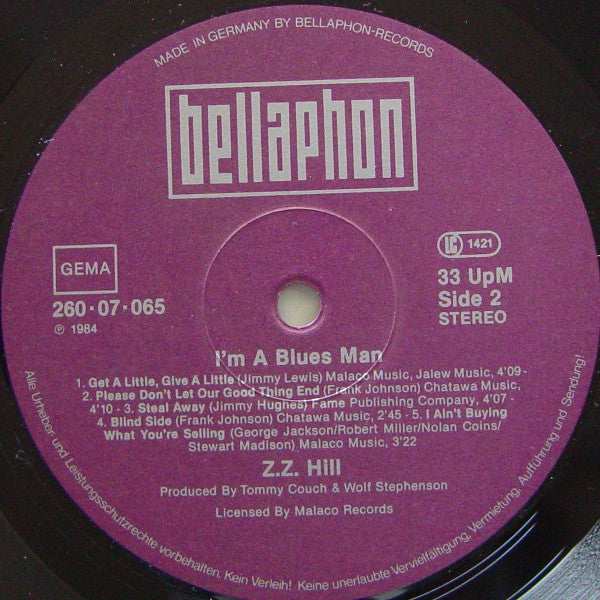 MADE IN GERMANY BY BELLAPHON-RECORDS
bellaphon
GEMA
LC 1421
260·07·065
33 UpM
Side 2
℗ 1984
STEREO
I'm A Blues Man
1. Get A Little, Give A Little (Jimmy Lewis) Malaco Music, Jalew Music, 4'09 -
2. Please Don't Let Our Good Thing End (Frank Johnson) Chatawa Music,
4'10 - 3. Steal Away (Jimmy Hughes) Fame Publishing Company, 4'07 -
4. Blind Side (Frank Johnson) Chatawa Music, 2'45 - 5. I Ain't Buying
What You're Selling (George Jackson/Robert Miller/Nolan Coins/
Stewart Madison) Malaco Music, 3'22
Z.Z. Hill
Produced By Tommy Couch & Wolf Stephenson
Licensed By Malaco Records
Alle Urheber- und Leistungsschutzrechte vorbehalten. Kein Verleih! Keine unerlaubte Vervielfältigung, Vermietung, Aufführung und Sendung!